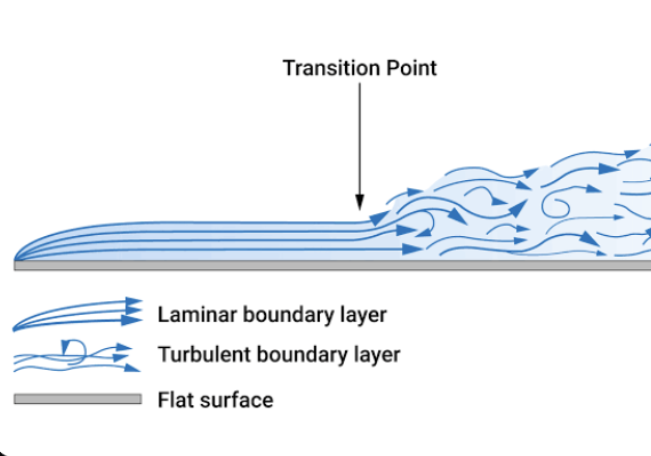 Transition Point
Laminar boundary layer
Turbulent boundary layer
Flat surface